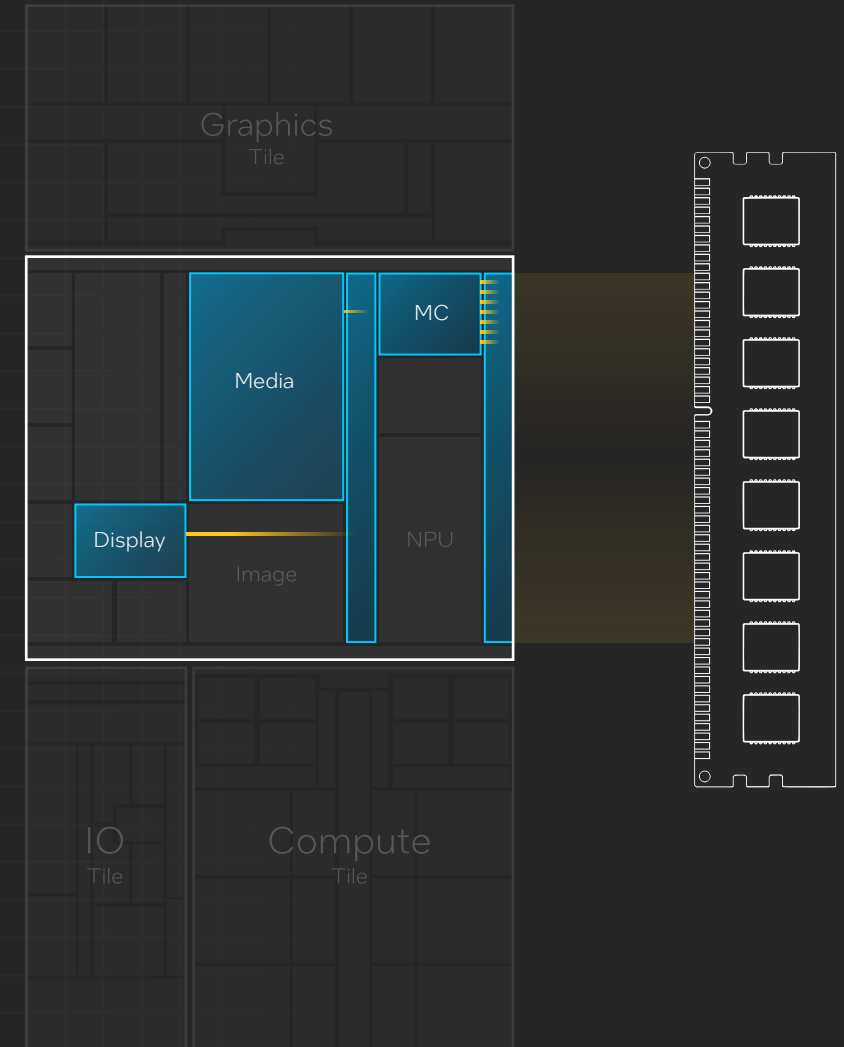 Graphics
Tile
MC
Media
Display
NPU
Image
IO
Tile
Compute
Tile